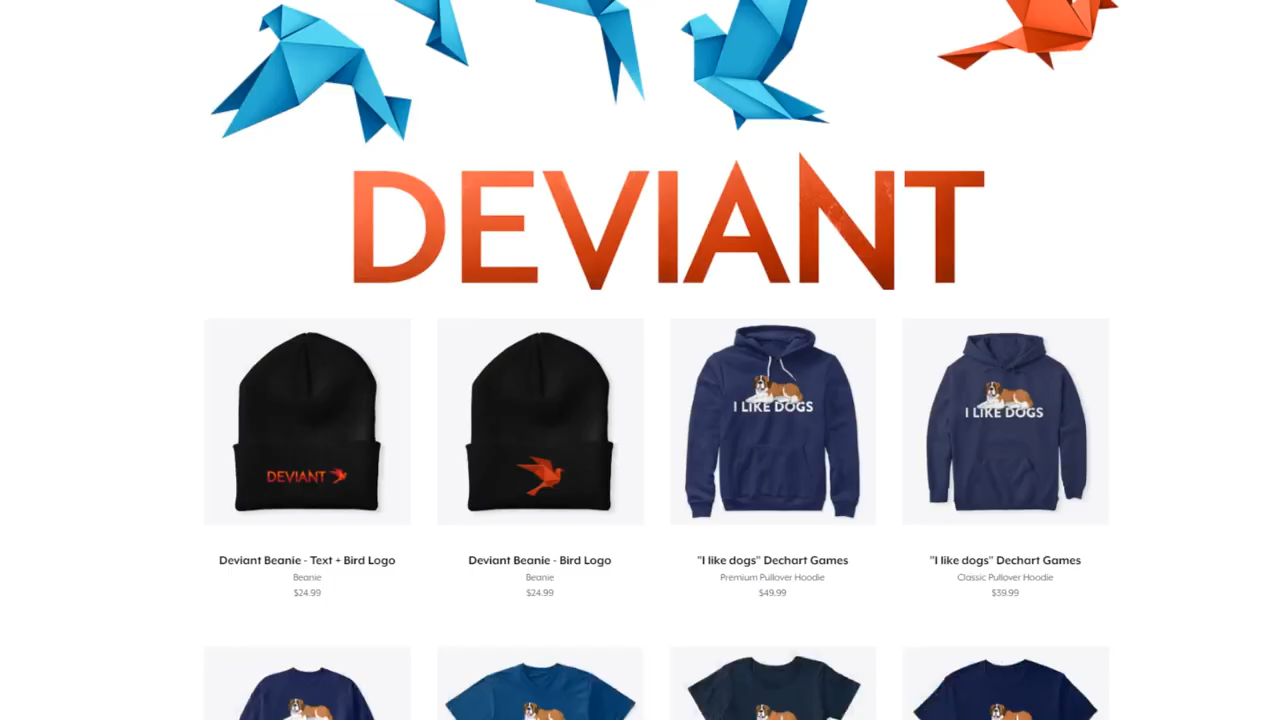 DEVIANT
DEVIANT
I LIKE DOGS
I LIKE DOGS
Deviant Beanie - Text + Bird Logo
Beanie
$24.99
Deviant Beanie - Bird Logo
Beanie
$24.99
"I like dogs" Dechart Games
Premium Pullover Hoodie
$49.99
"I like dogs" Dechart Games
Classic Pullover Hoodie
$39.99